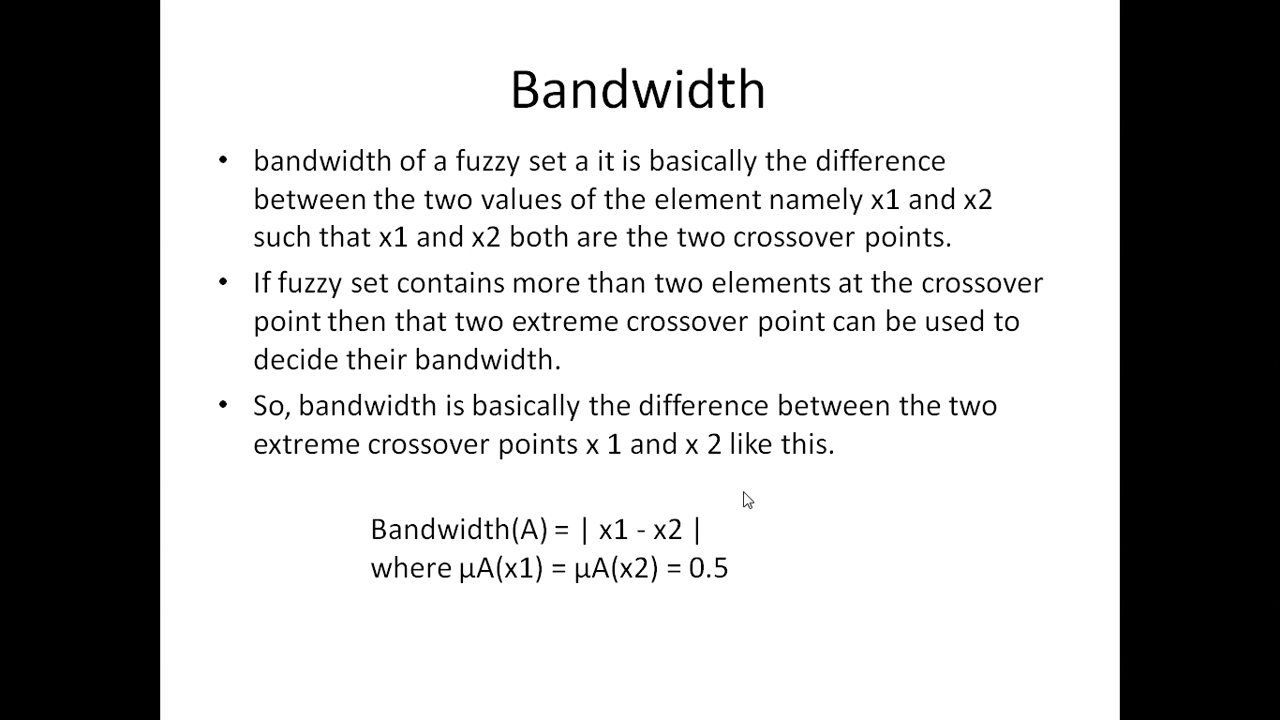 Bandwidth
• bandwidth of a fuzzy set a it is basically the difference
between the two values of the element namely x1 and x2
such that x1 and x2 both are the two crossover points.
• If fuzzy set contains more than two elements at the crossover
point then that two extreme crossover point can be used to
decide their bandwidth.
• So, bandwidth is basically the difference between the two
extreme crossover points x 1 and x 2 like this.
Bandwidth(A) = | x1 - x2 |
where µA(x1) = µA(x2) = 0.5